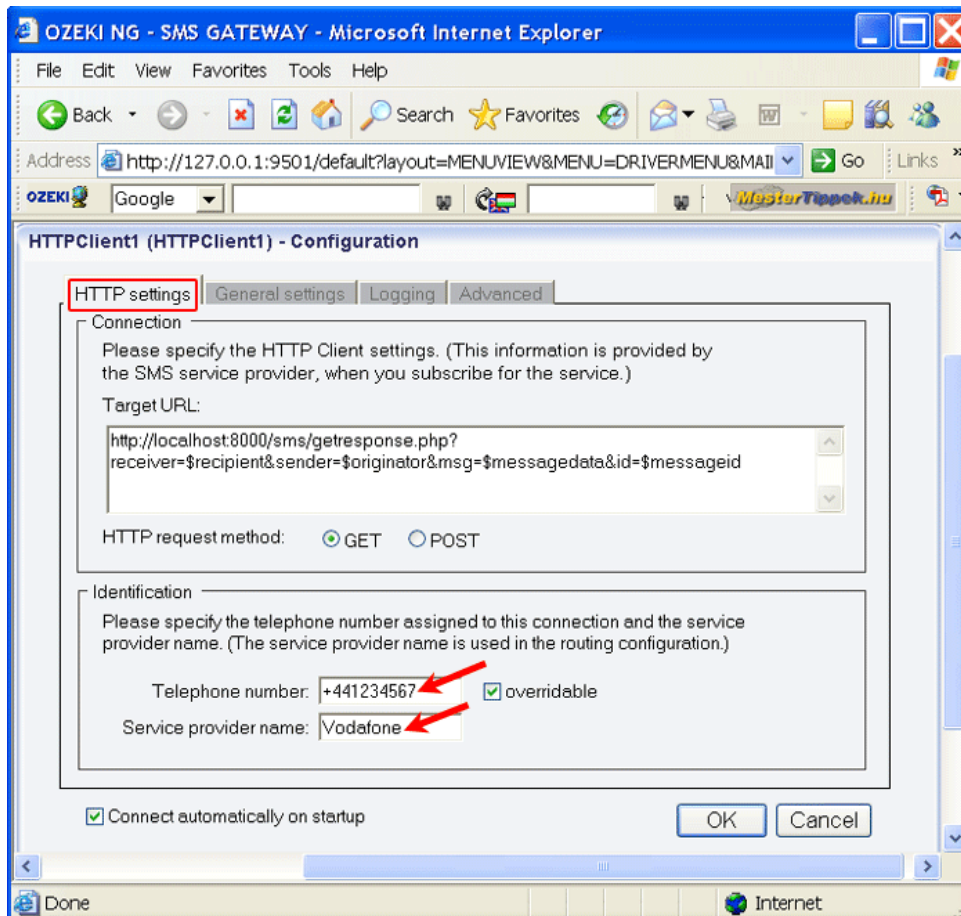 OZEKI NG - SMS GATEWAY - Microsoft Internet Explorer
File Edit View Favorites Tools Help
Back Search Favorites
Address http://127.0.0.1:9501/default?layout=MENUVIEW&MENU=DRIVERMENU&MAI Go Links »
OZEKI Google MesterTippek.hu
HTTPClient1 (HTTPClient1) - Configuration
HTTP settings General settings Logging Advanced
Connection
Please specify the HTTP Client settings. (This information is provided by
the SMS service provider, when you subscribe for the service.)
Target URL:
http://localhost:8000/sms/getresponse.php?
receiver=$recipient&sender=$originator&msg=$messagedata&id=$messageid
HTTP request method: GET POST
Identification
Please specify the telephone number assigned to this connection and the service
provider name. (The service provider name is used in the routing configuration.)
Telephone number: +441234567 overridable
Service provider name: Vodafone
Connect automatically on startup
OK Cancel
Done Internet